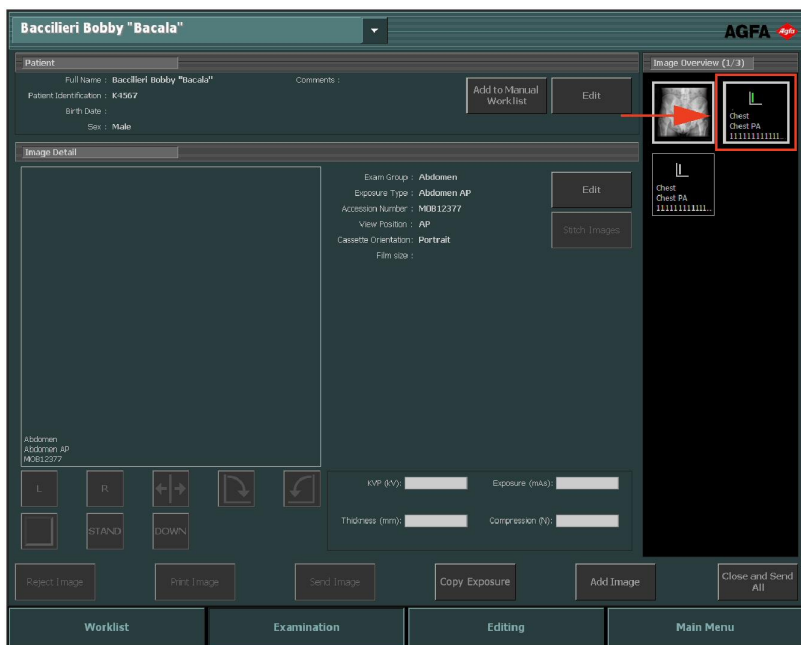 Baccilieri Bobby "Bacala"
AGFA Agfa
Patient
Full Name : Baccilieri Bobby "Bacala"
Comments :
Patient Identification : K4567
Birth Date :
Sex : Male
Add to Manual
Worklist
Edit
Image Overview (1/3)
Chest
Chest PA
111111111111..
Chest
Chest PA
111111111111..
Image Detail
Exam Group : Abdomen
Exposure Type : Abdomen AP
Accession Number : MOB12377
View Position : AP
Cassette Orientation: Portrait
Film size :
Edit
Stitch Images
Abdomen
Abdomen AP
MOB12377
L
R
STAND
DOWN
KVP (kV):
Exposure (mAs):
Thickness (mm):
Compression (N):
Reject Image
Print Image
Send Image
Copy Exposure
Add Image
Close and Send
All
Worklist
Examination
Editing
Main Menu